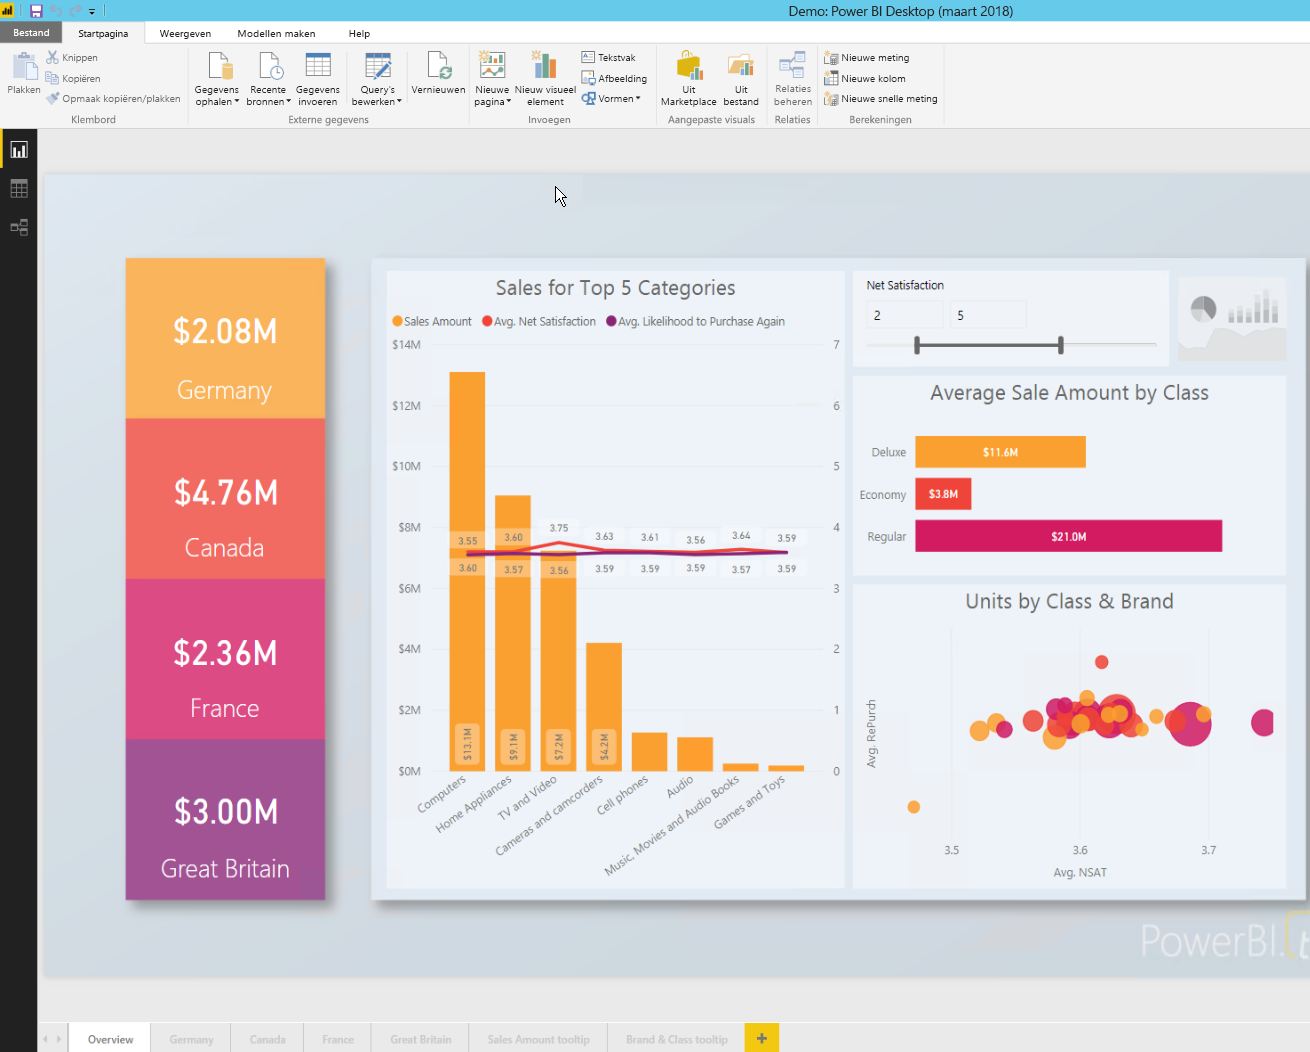 Demo: Power BI Desktop (maart 2018)
Bestand Startpagina Weergeven Modellen maken Help
Plakken
Knippen
Kopiëren
Opmaak kopiëren/plakken
Klembord
Gegevens ophalen
Recente bronnen
Gegevens invoeren
Query's bewerken
Vernieuwen
Externe gegevens
Nieuwe pagina
Nieuw visueel element
Tekstvak
Afbeelding
Vormen
Invoegen
Uit Marketplace
Uit bestand
Aangepaste visuals
Relaties beheren
Relaties
Nieuwe meting
Nieuwe kolom
Nieuwe snelle meting
Berekeningen
$2.08M
Germany
$4.76M
Canada
$2.36M
France
$3.00M
Great Britain
Sales for Top 5 Categories
Sales Amount Avg. Net Satisfaction Avg. Likelihood to Purchase Again
$14M 7
$12M 6
$10M 5
$8M 4
$6M 3
$4M 2
$2M 1
$0M 0
3.55 3.60 3.75 3.63 3.61 3.56 3.64 3.59
3.60 3.57 3.56 3.59 3.59 3.59 3.57 3.59
$13.1M $9.1M $7.2M $4.2M
Computers
Home Appliances
TV and Video
Cameras and camcorders
Cell phones
Audio
Music, Movies and Audio Books
Games and Toys
Net Satisfaction
2 5
Average Sale Amount by Class
Deluxe $11.6M
Economy $3.8M
Regular $21.0M
Units by Class & Brand
Avg. RePurch
3.5 3.6 3.7
Avg. NSAT
PowerBI.t
Overview Germany Canada France Great Britain Sales Amount tooltip Brand & Class tooltip +